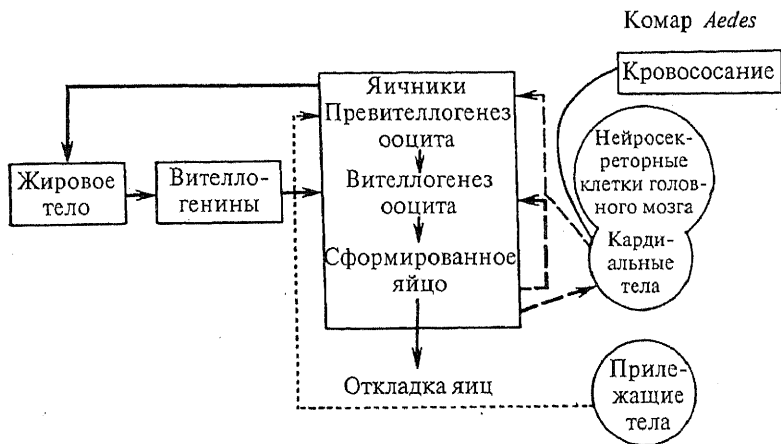 Комар Aedes
Кровососание
Яичники
Превителлогенез
ооцита
Вителлогенез
ооцита
Сформированное
яйцо
Откладка яиц
Жировое
тело
Вителло-
генины
Нейросек-
реторные
клетки голов-
ного мозга
Карди-
альные
тела
Приле-
жащие
тела